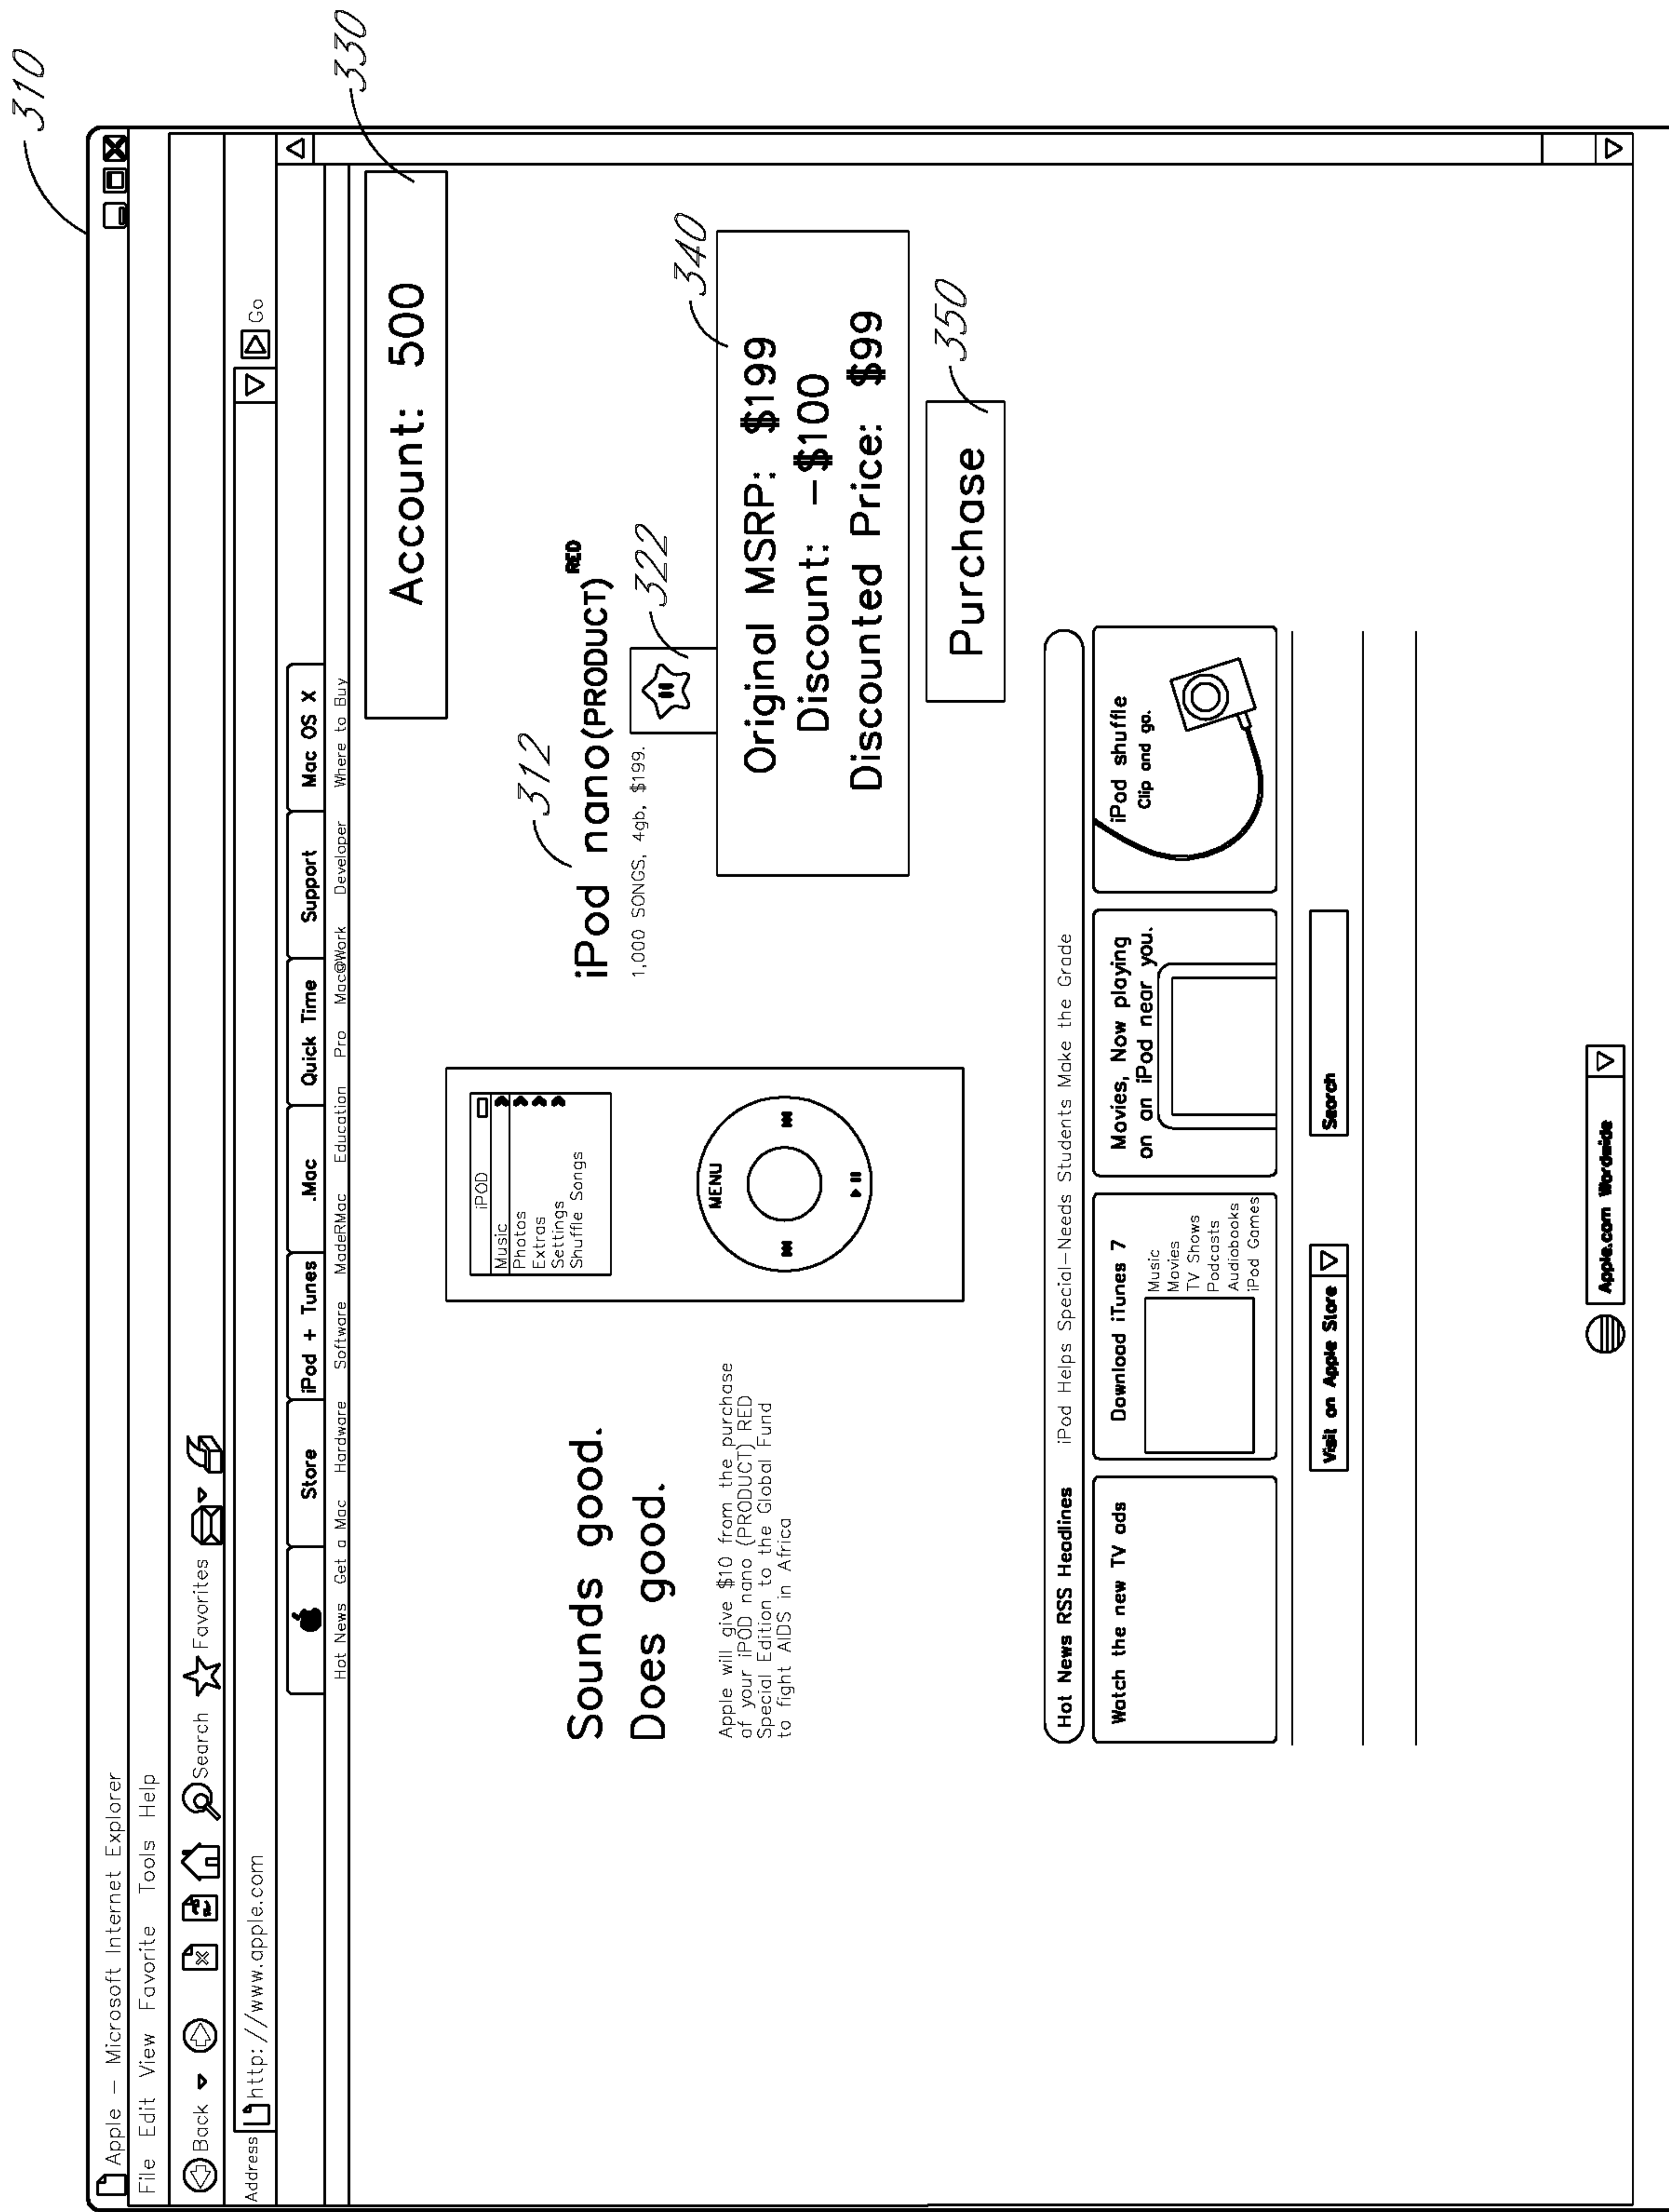 310
Apple – Microsoft Internet Explorer
File Edit View Favorite Tools Help
Back Search Favorites
Address http: //www.apple.com Go
Store iPod + Tunes .Mac Quick Time Support Mac OS X
Hot News Get a Mac Hardware Software MadeRMac Education Pro Mac@Work Developer Where to Buy
330
Account: 500
Sounds good.
Does good.
Apple will give $10 from the purchase
of your iPOD nano (PRODUCT) RED
Special Edition to the Global Fund
to fight AIDS in Africa
iPOD
Music
Photos
Extras
Settings
Shuffle Songs
MENU
312
iPod nano(PRODUCT) RED
1,000 SONGS, 4gb, $199.
322
340
Original MSRP: $199
Discount: –$100
Discounted Price: $99
350
Purchase
Hot News RSS Headlines iPod Helps Special–Needs Students Make the Grade
Watch the new TV ads
Download iTunes 7
Music
Movies
TV Shows
Podcasts
Audiobooks
iPod Games
Movies, Now playing
on an iPod near you.
iPod shuffle
Clip and go.
Visit on Apple Store Search
Apple.com Wordwide